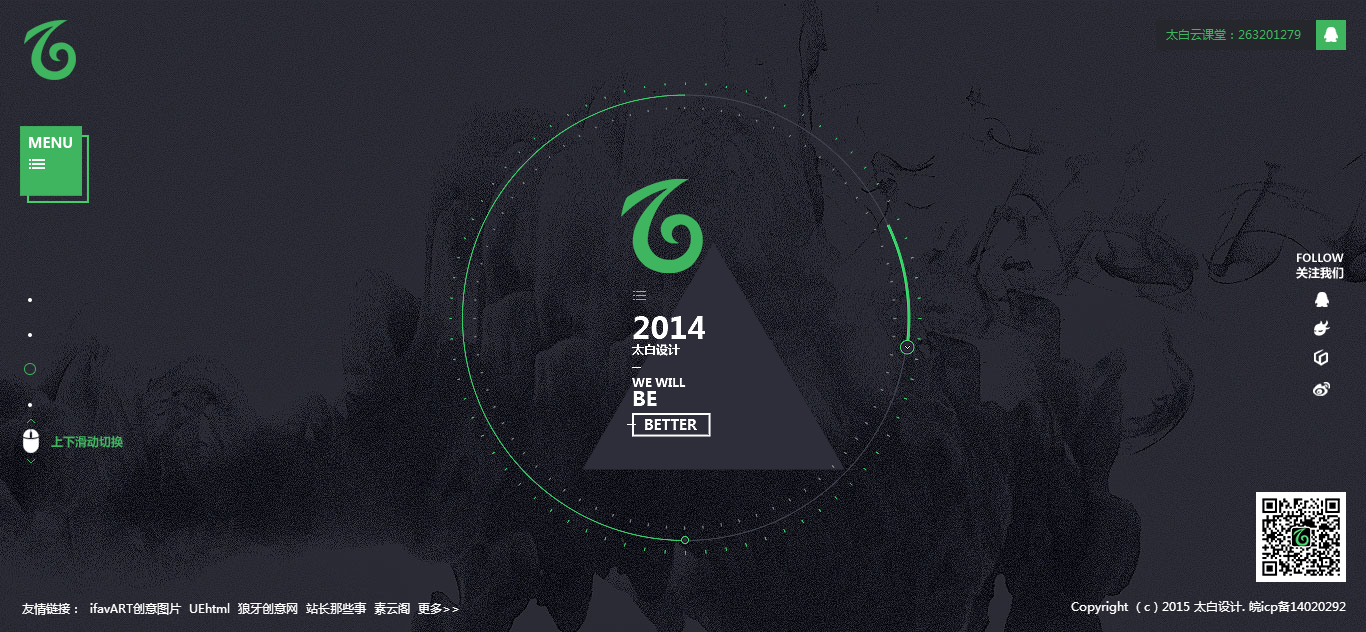 太白云课堂：263201279
MENU
2014
太白设计
WE WILL
BE
BETTER
FOLLOW
关注我们
上下滑动切换
友情链接： ifavART创意图片 UEhtml 狼牙创意网 站长那些事 素云阁 更多>>
Copyright（c）2015 太白设计. 皖icp备14020292